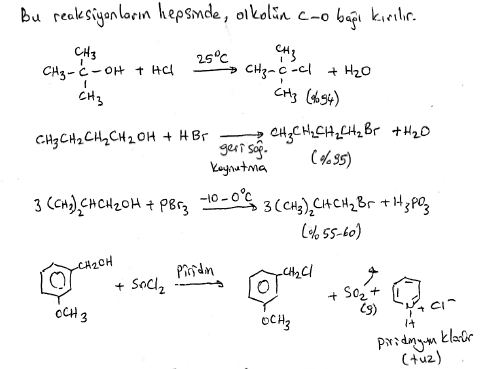 Bu reaksiyonların hepsinde, alkolün C-O bağı kırılır.
CH3
CH3-C-OH + HCl 25°C CH3-C-Cl + H2O
CH3
CH3
CH3 (%94)
CH3CH2CH2CH2OH + HBr → CH3CH2CH2CH2Br + H2O
geri soğ. (%95)
kaynatma
3 (CH3)2CHCH2OH + PBr3 -10-0°C → 3 (CH3)2CHCH2Br + H3PO3
(%55-60)
CH2OH + SnCl2 Piridin → CH2Cl + SO2 + Cl-
(g) N+
OCH3 OCH3 H
piridinyum klorür
(tuz)